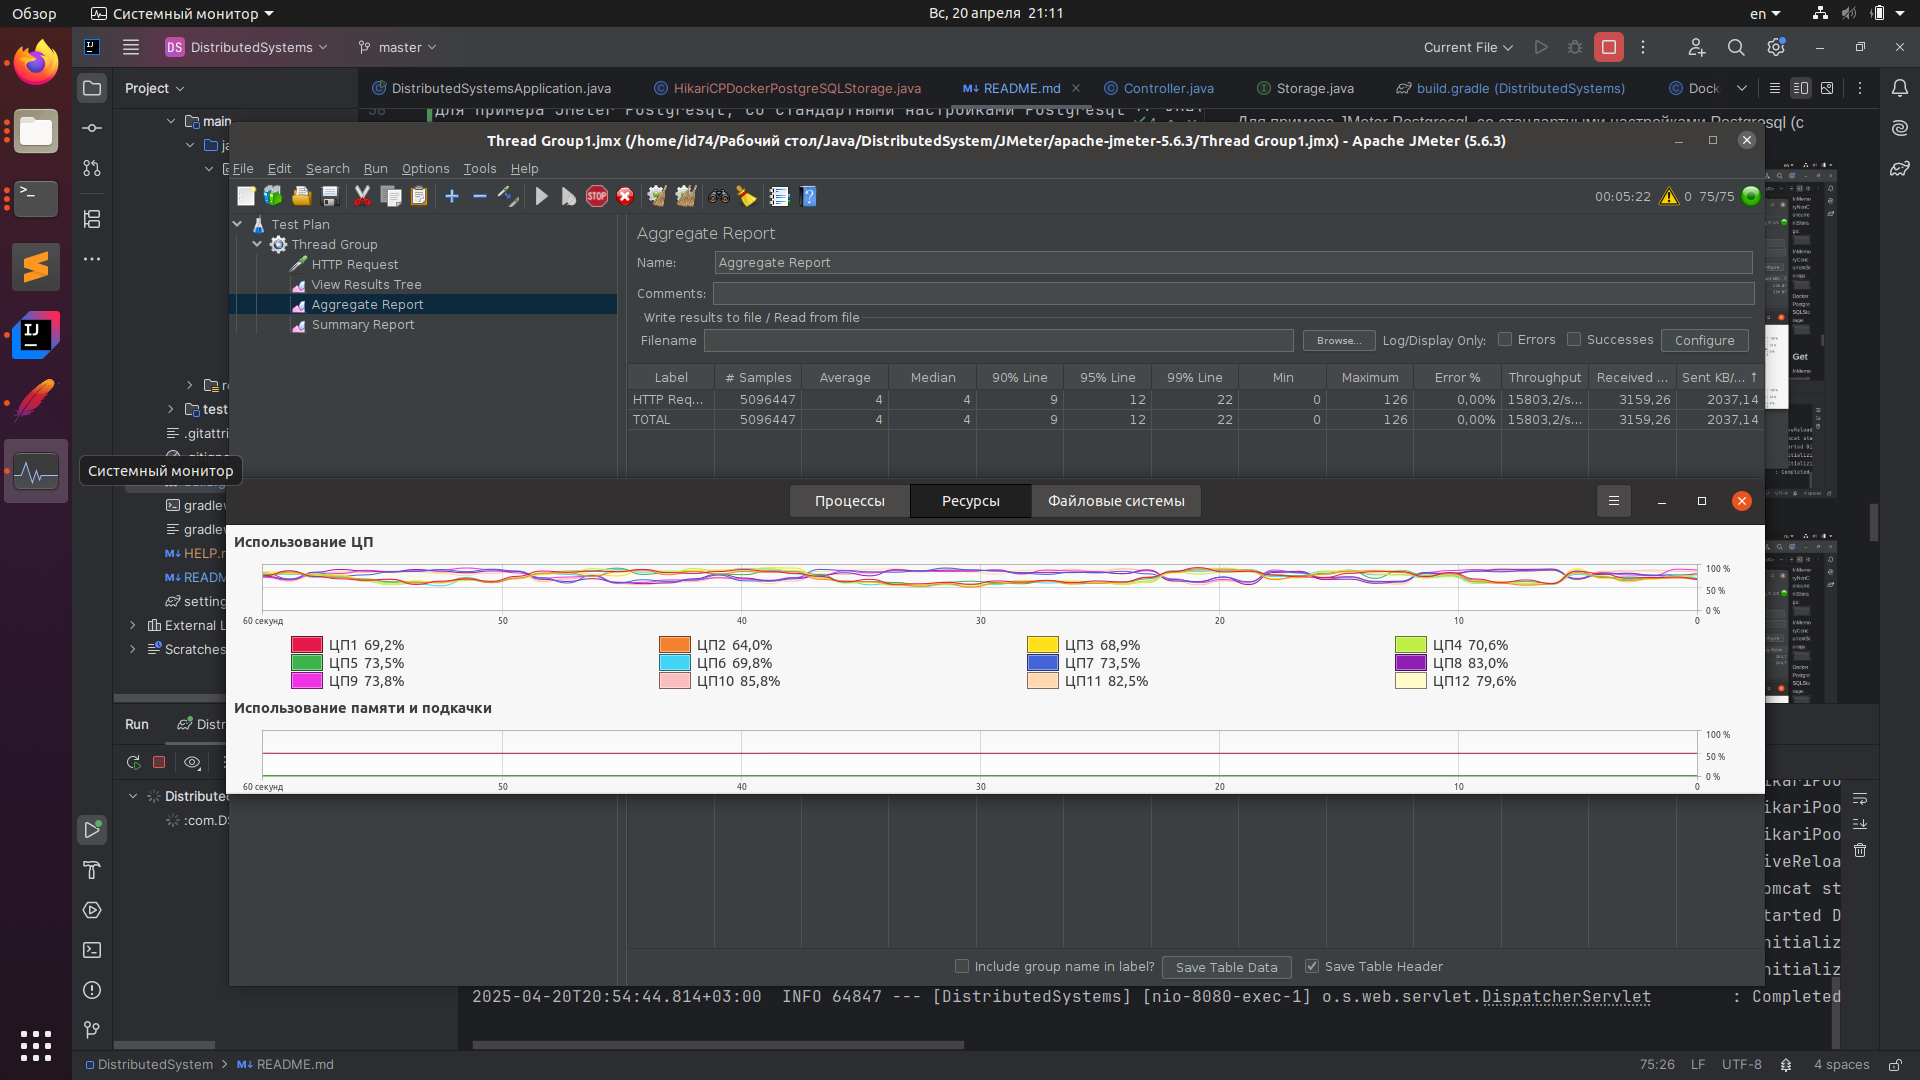 Обзор
Системный монитор
Вс, 20 апреля 21:11
en
DS DistributedSystems
master
Current File
Project
DistributedSystemsApplication.java
HikariCPDockerPostgreSQLStorage.java
README.md
Controller.java
Storage.java
build.gradle (DistributedSystems)
Dock
main
Thread Group1.jmx (/home/id74/Рабочий стол/Java/DistributedSystem/JMeter/apache-jmeter-5.6.3/Thread Group1.jmx) - Apache JMeter (5.6.3)
File Edit Search Run Options Tools Help
00:05:22 0 75/75
Test Plan
Thread Group
HTTP Request
View Results Tree
Aggregate Report
Summary Report
Aggregate Report
Name: Aggregate Report
Comments:
Write results to file / Read from file
Filename Browse... Log/Display Only: Errors Successes Configure
Label # Samples Average Median 90% Line 95% Line 99% Line Min Maximum Error % Throughput Received ... Sent KB/... ↑
HTTP Req... 5096447 4 4 9 12 22 0 126 0,00% 15803,2/s... 3159,26 2037,14
TOTAL 5096447 4 4 9 12 22 0 126 0,00% 15803,2/s... 3159,26 2037,14
test
.gitattri
Системный монитор
gradlew
gradlew
HELP.r
READM
setting
External L
Scratches
Процессы Ресурсы Файловые системы
Использование ЦП
100 %
50 %
0 %
60 секунд 50 40 30 20 10 0
ЦП1 69,2% ЦП2 64,0% ЦП3 68,9% ЦП4 70,6%
ЦП5 73,5% ЦП6 69,8% ЦП7 73,5% ЦП8 83,0%
ЦП9 73,8% ЦП10 85,8% ЦП11 82,5% ЦП12 79,6%
Использование памяти и подкачки
100 %
50 %
0 %
60 секунд 50 40 30 20 10 0
Run Distr
Distribute
:com.DS
ikariPoo
ikariPoo
iveReloa
omcat st
tarted D
nitializ
nitializ
Include group name in label? Save Table Data Save Table Header
2025-04-20T20:54:44.814+03:00 INFO 64847 --- [DistributedSystems] [nio-8080-exec-1] o.s.web.servlet.DispatcherServlet : Completed
DistributedSystem > README.md
75:26 LF UTF-8 4 spaces